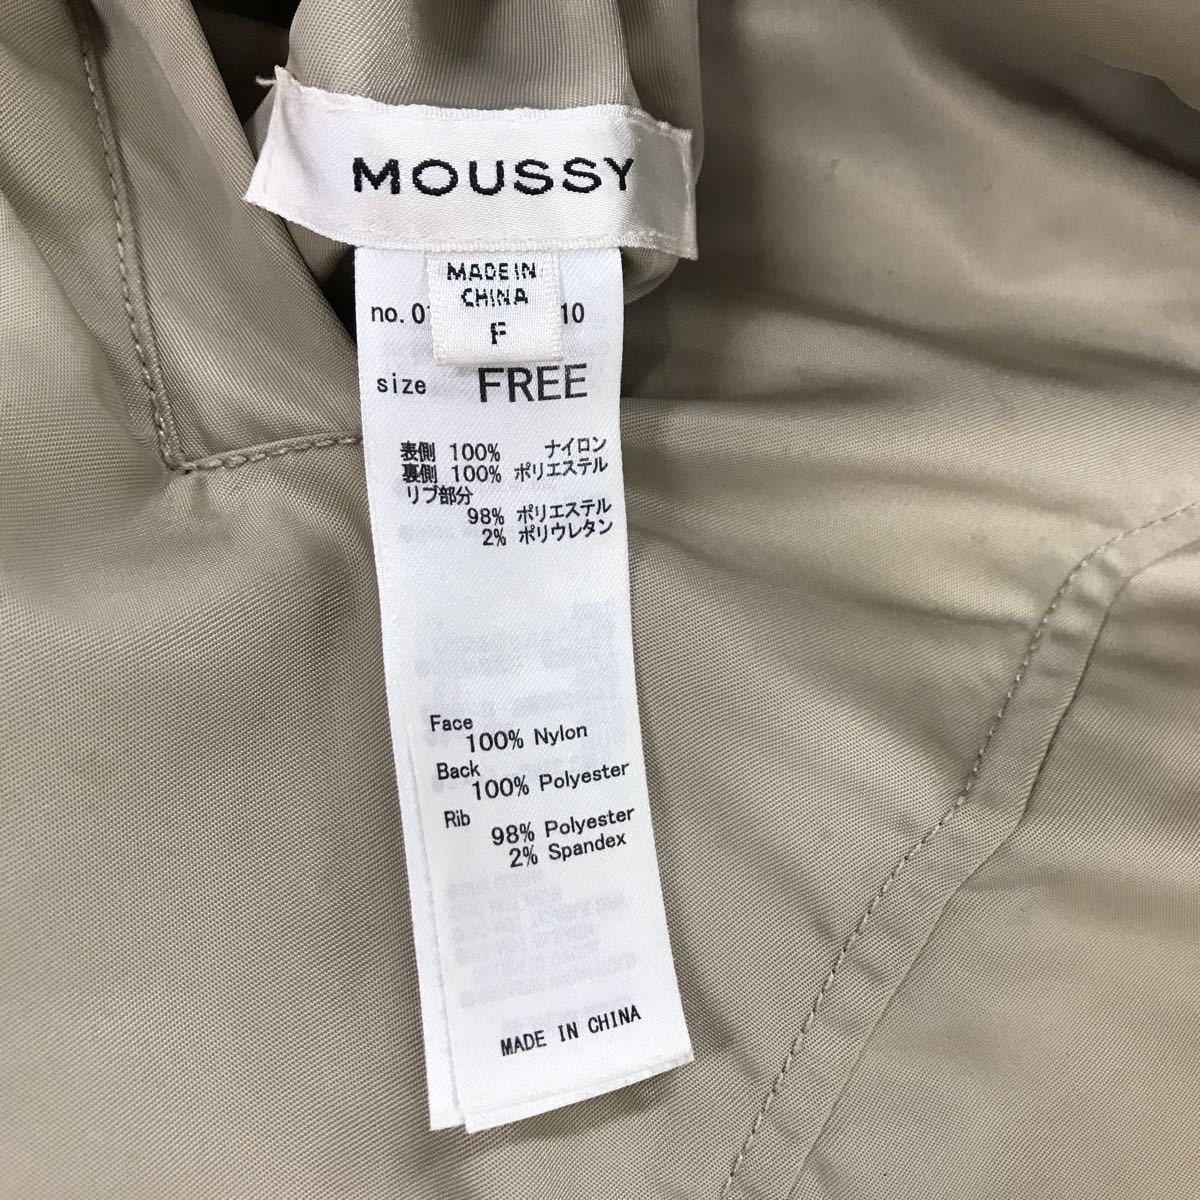 MOUSSY
MADE IN
CHINA
F
no. 0 10
size FREE
表側 100% ナイロン
裏側 100% ポリエステル
リブ部分
98% ポリエステル
2% ポリウレタン
Face
100% Nylon
Back
100% Polyester
Rib
98% Polyester
2% Spandex
MADE IN CHINA